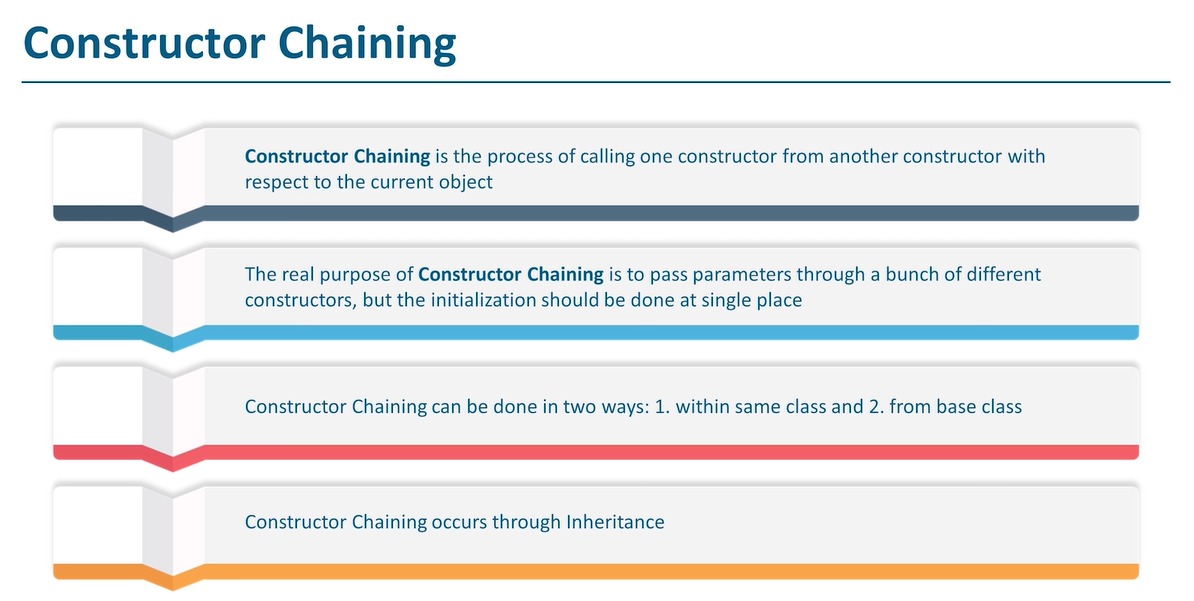 Constructor Chaining
Constructor Chaining is the process of calling one constructor from another constructor with
respect to the current object
The real purpose of Constructor Chaining is to pass parameters through a bunch of different
constructors, but the initialization should be done at single place
Constructor Chaining can be done in two ways: 1. within same class and 2. from base class
Constructor Chaining occurs through Inheritance